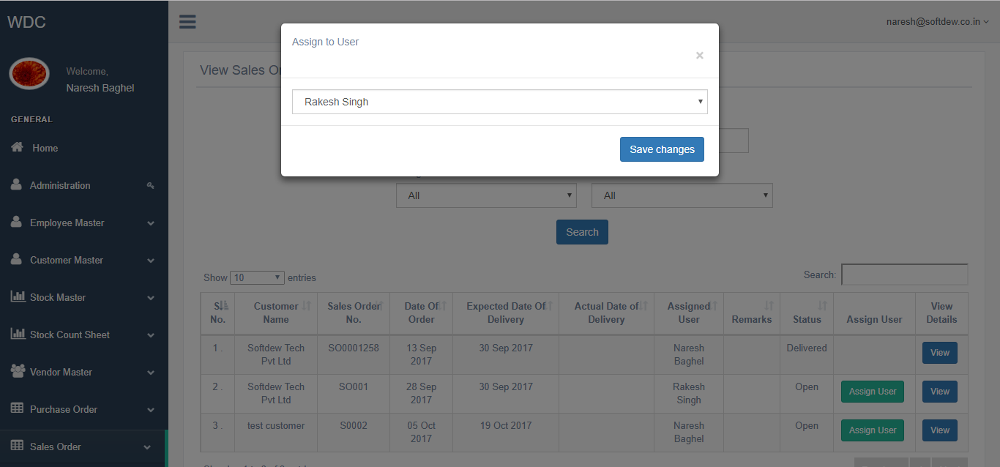 WDC
naresh@softdew.co.in
Assign to User
×
Welcome,
Naresh Baghel
View Sales Or
Rakesh Singh
Save changes
GENERAL
Home
Administration
Employee Master
Customer Master
Stock Master
Stock Count Sheet
Vendor Master
Purchase Order
Sales Order
All All
Search
Show 10 entries Search:
S. No. Customer Name Sales Order No. Date Of Order Expected Date Of Delivery Actual Date of Delivery Assigned User Remarks Status Assign User View Details
1 . Softdew Tech Pvt Ltd SO0001258 13 Sep 2017 30 Sep 2017 Naresh Baghel Delivered View
2 . Softdew Tech Pvt Ltd SO001 28 Sep 2017 30 Sep 2017 Rakesh Singh Open Assign User View
3 . test customer S0002 05 Oct 2017 19 Oct 2017 Naresh Baghel Open Assign User View